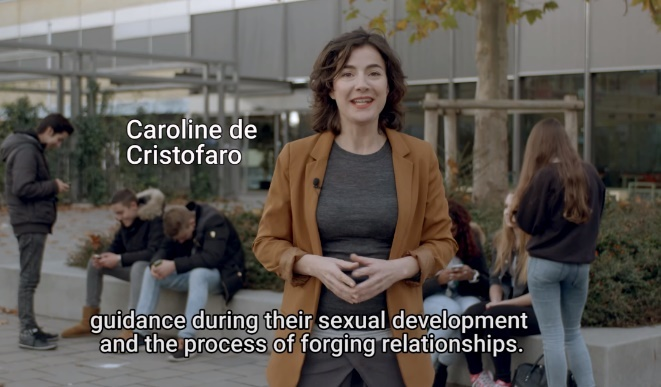 Caroline de
Cristofaro
guidance during their sexual development
and the process of forging relationships.